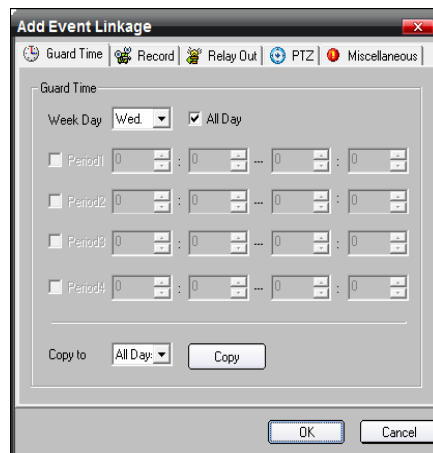 Add Event Linkage
Guard Time Record Relay Out PTZ Miscellaneous
Guard Time
Week Day Wed. All Day
Period1 0 : 0 --- 0 : 0
Period2 0 : 0 --- 0 : 0
Period3 0 : 0 --- 0 : 0
Period4 0 : 0 --- 0 : 0
Copy to All Day: Copy
OK Cancel